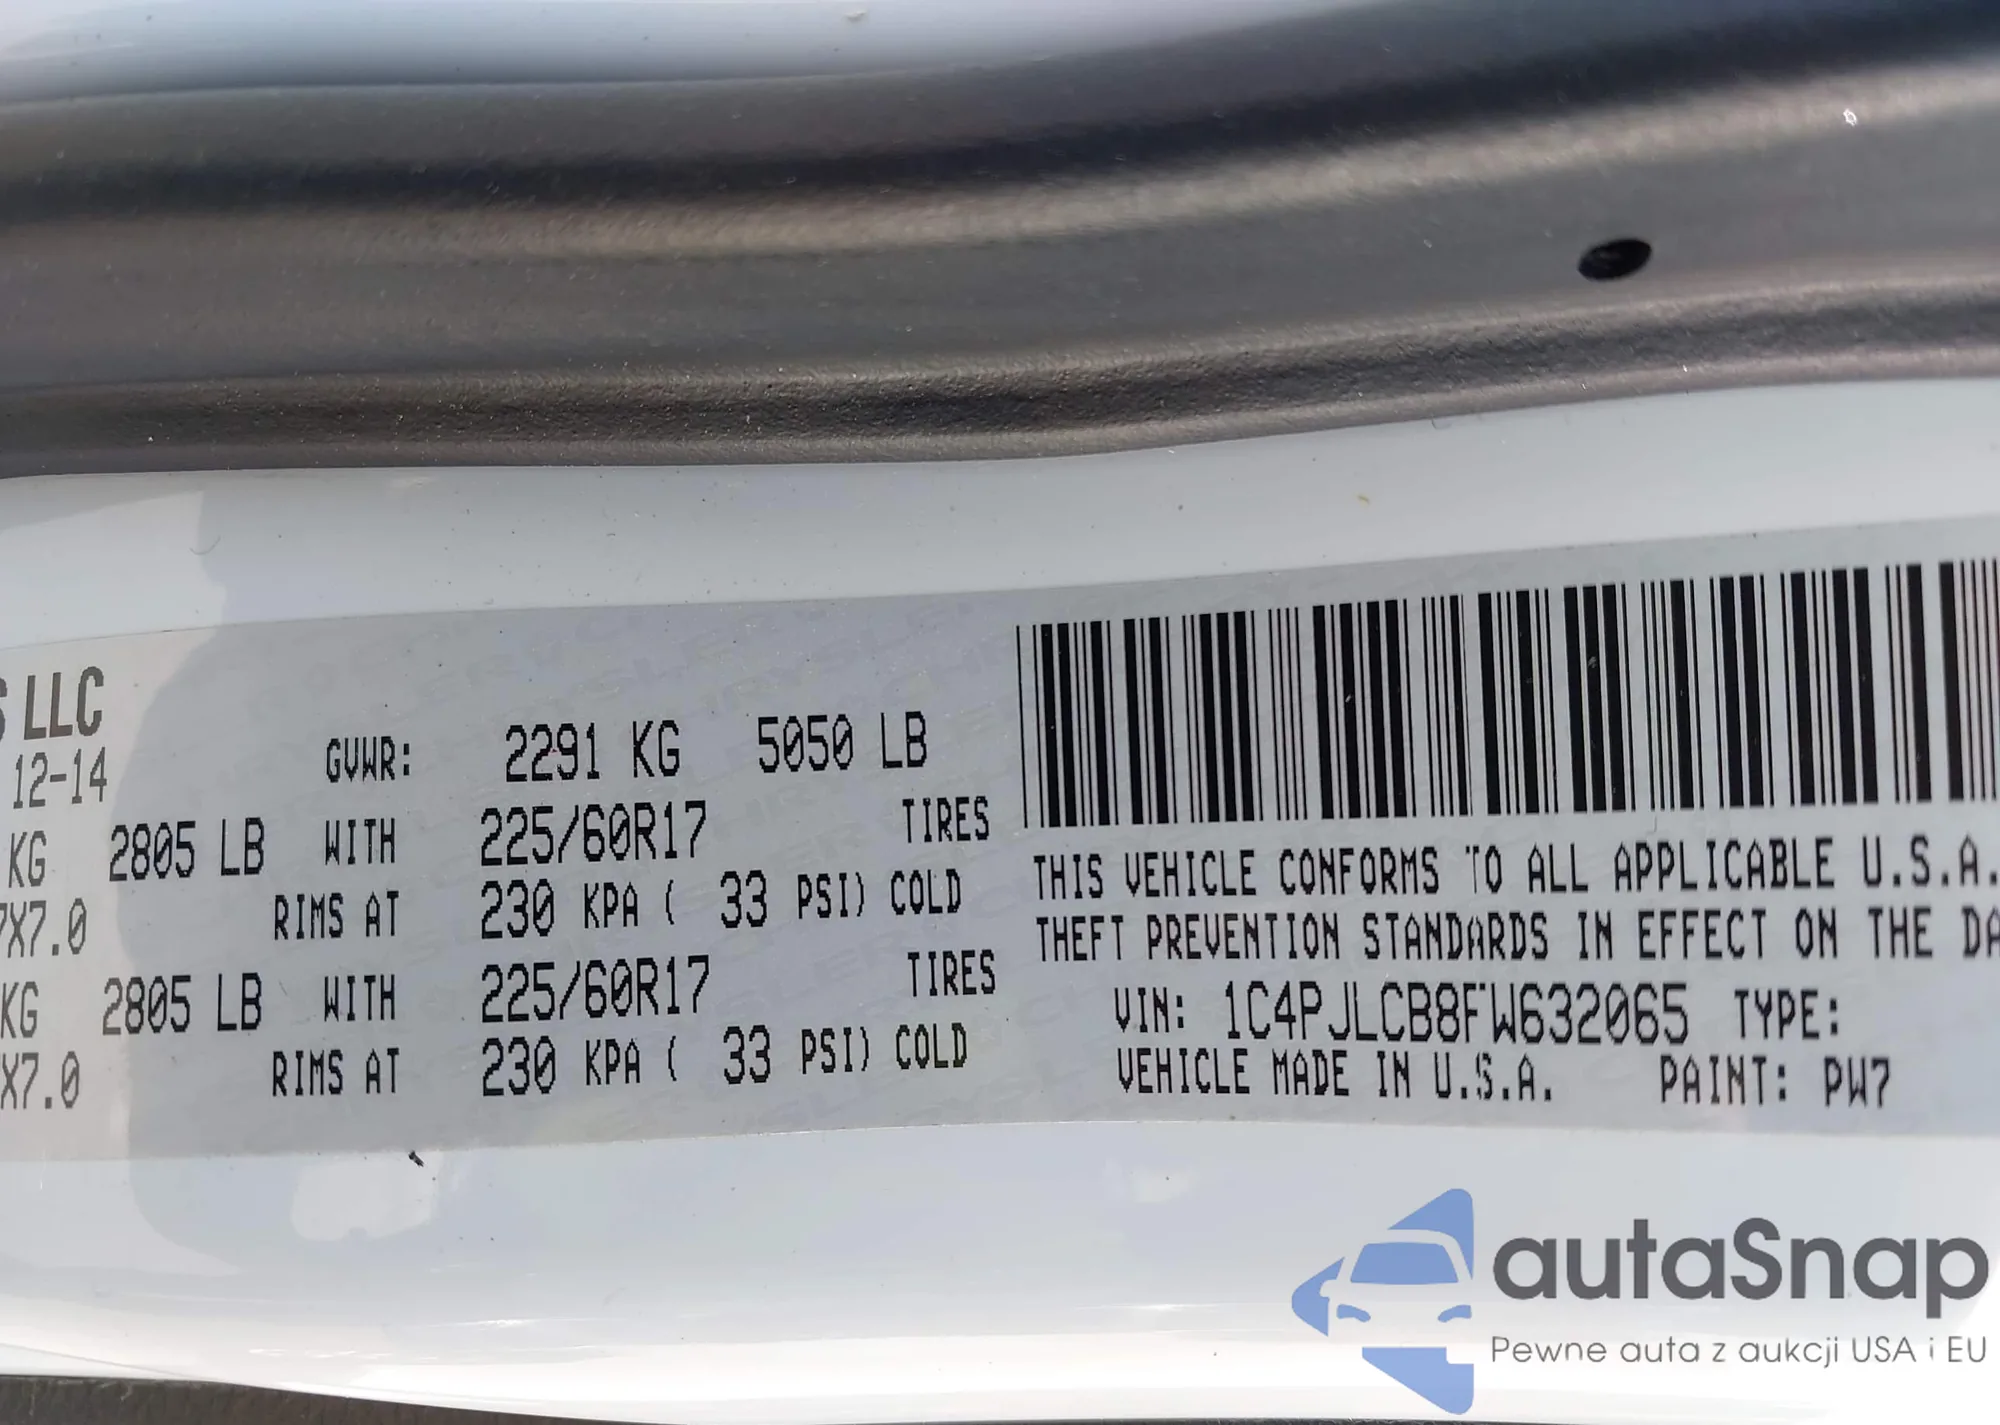 S LLC
12-14 GVWR: 2291 KG 5050 LB
KG 2805 LB WITH 225/60R17 TIRES
7X7.0 RIMS AT 230 KPA ( 33 PSI) COLD
KG 2805 LB WITH 225/60R17 TIRES
X7.0 RIMS AT 230 KPA ( 33 PSI) COLD
THIS VEHICLE CONFORMS TO ALL APPLICABLE U.S.A.
THEFT PREVENTION STANDARDS IN EFFECT ON THE DA
VIN: 1C4PJLCB8FW632065 TYPE:
VEHICLE MADE IN U.S.A. PAINT: PW7
autaSnap
Pewne auta z aukcji USA i EU